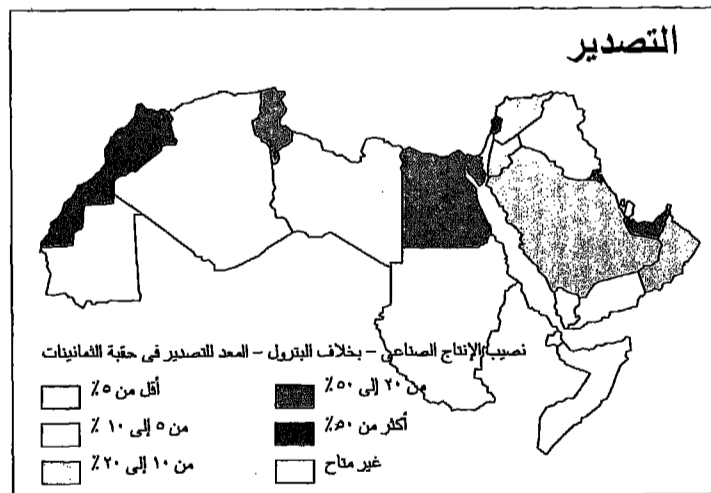 التصدير
نصيب الإنتاج الصناعي – بخلاف البترول – المعد للتصدير فى حقبة الثمانينات
أقل من ٥٪
من ٥ إلى ١٠ ٪
من ١٠ إلى ٢٠ ٪
من ٢٠ إلى ٥٠٪
أكثر من ٥٠٪
غير متاح